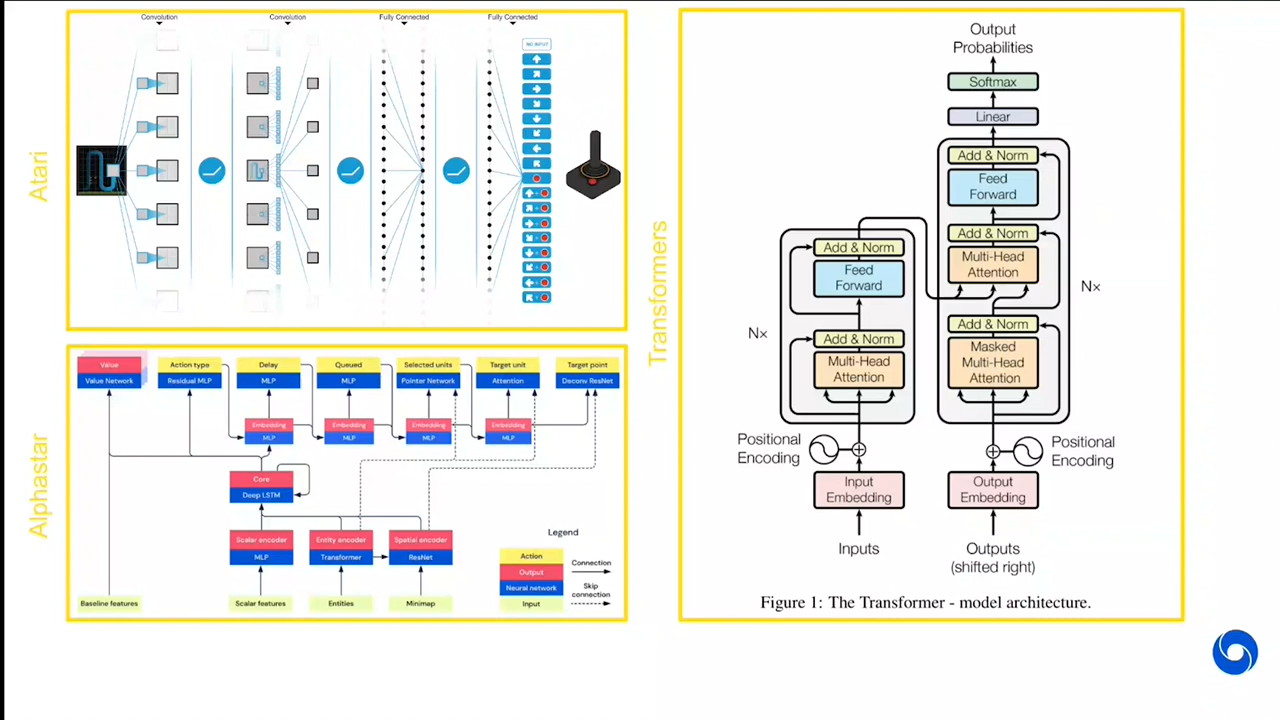 Atari
Convolution
Convolution
Fully Connected
Fully Connected
NO INPUT
Alphastar
Value
Value Network
Action type
Residual MLP
Delay
MLP
Queued
MLP
Selected units
Pointer Network
Target unit
Attention
Target point
Deconv ResNet
Embedding
MLP
Embedding
MLP
Embedding
MLP
Embedding
MLP
Core
Deep LSTM
Scalar encoder
MLP
Entity encoder
Transformer
Spatial encoder
ResNet
Baseline features
Scalar features
Entities
Minimap
Legend
Action
Output
Neural network
Input
Connection
Skip
connection
Transformers
Output
Probabilities
Softmax
Linear
Add & Norm
Feed
Forward
Add & Norm
Multi-Head
Attention
Add & Norm
Masked
Multi-Head
Attention
N×
Add & Norm
Feed
Forward
Add & Norm
Multi-Head
Attention
N×
Positional
Encoding
Positional
Encoding
Input
Embedding
Output
Embedding
Inputs
Outputs
(shifted right)
Figure 1: The Transformer - model architecture.